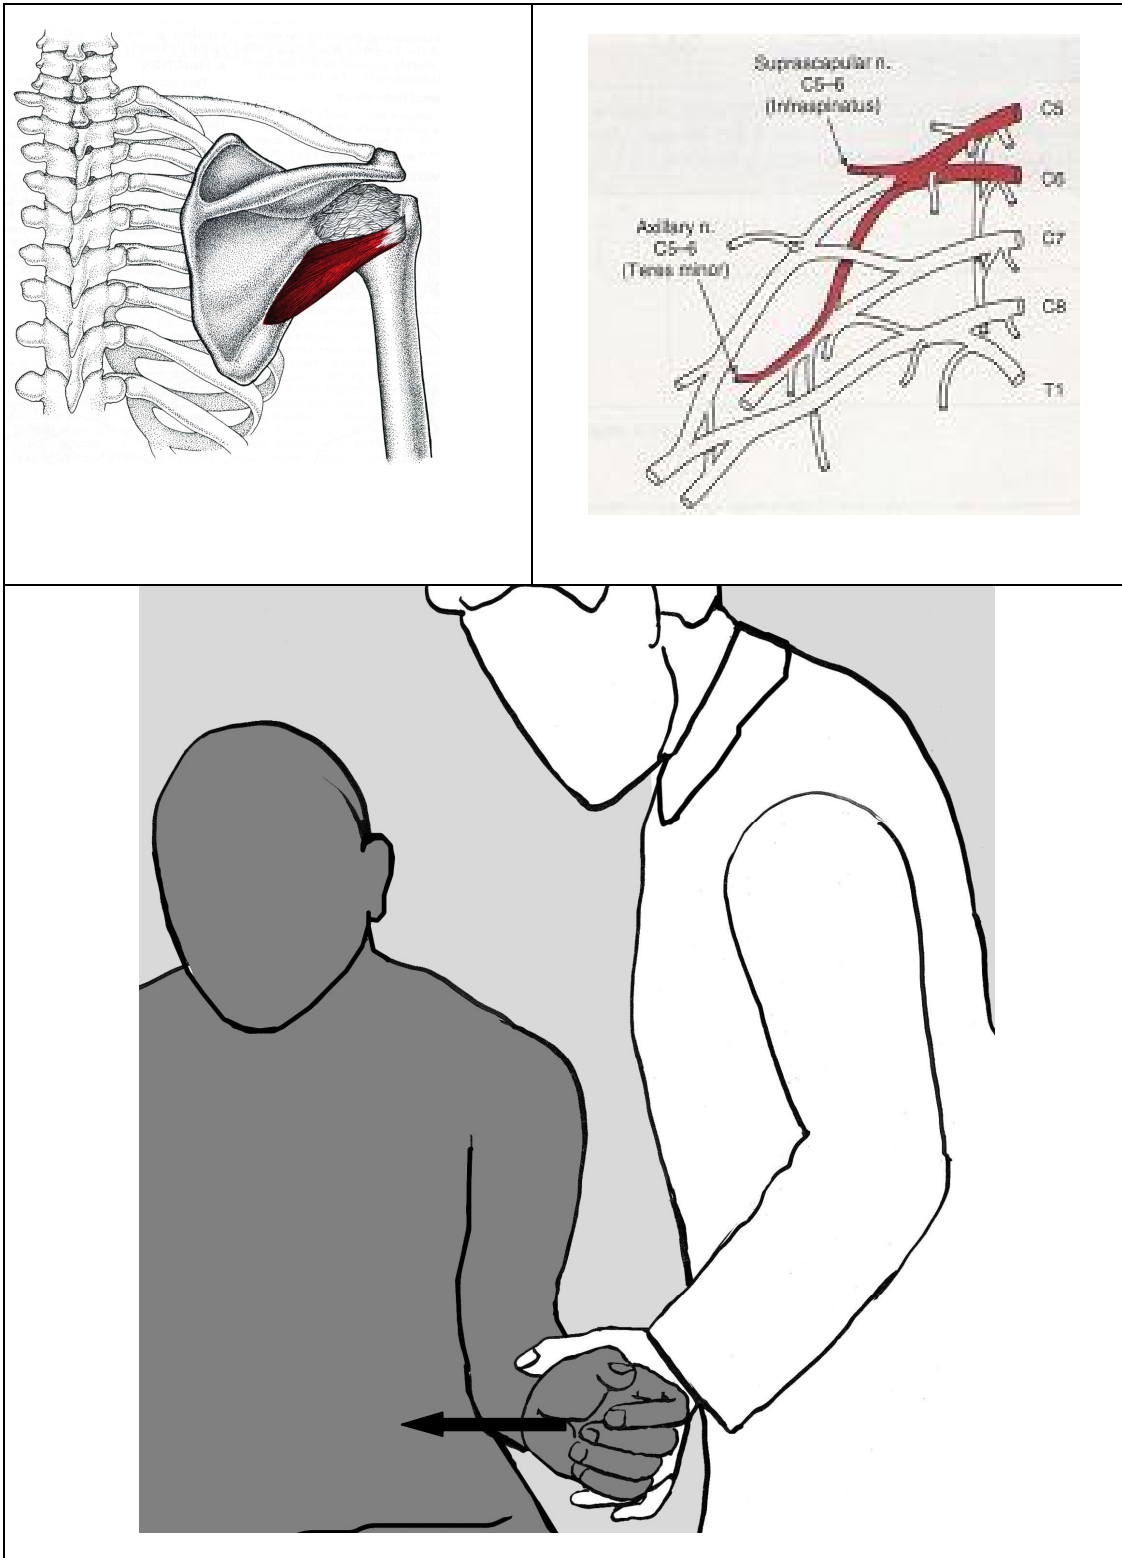 Suprascapular n.
C5-6
(Infraspinatus)
C5
C6
Axillary n.
C5-6
(Teres minor)
C7
C8
T1